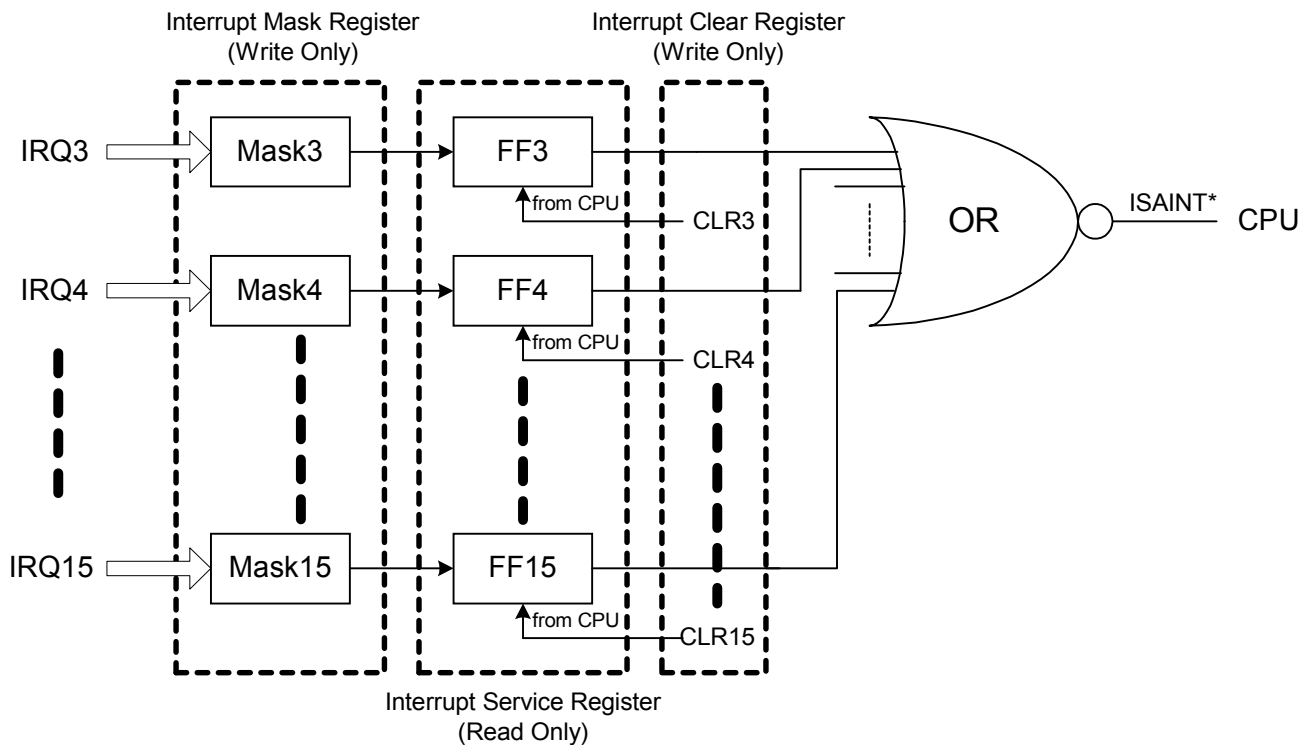 Interrupt Mask Register
(Write Only)
Interrupt Clear Register
(Write Only)
IRQ3
Mask3
FF3
from CPU
CLR3
OR
ISAINT*
CPU
IRQ4
Mask4
FF4
from CPU
CLR4
IRQ15
Mask15
FF15
from CPU
CLR15
Interrupt Service Register
(Read Only)